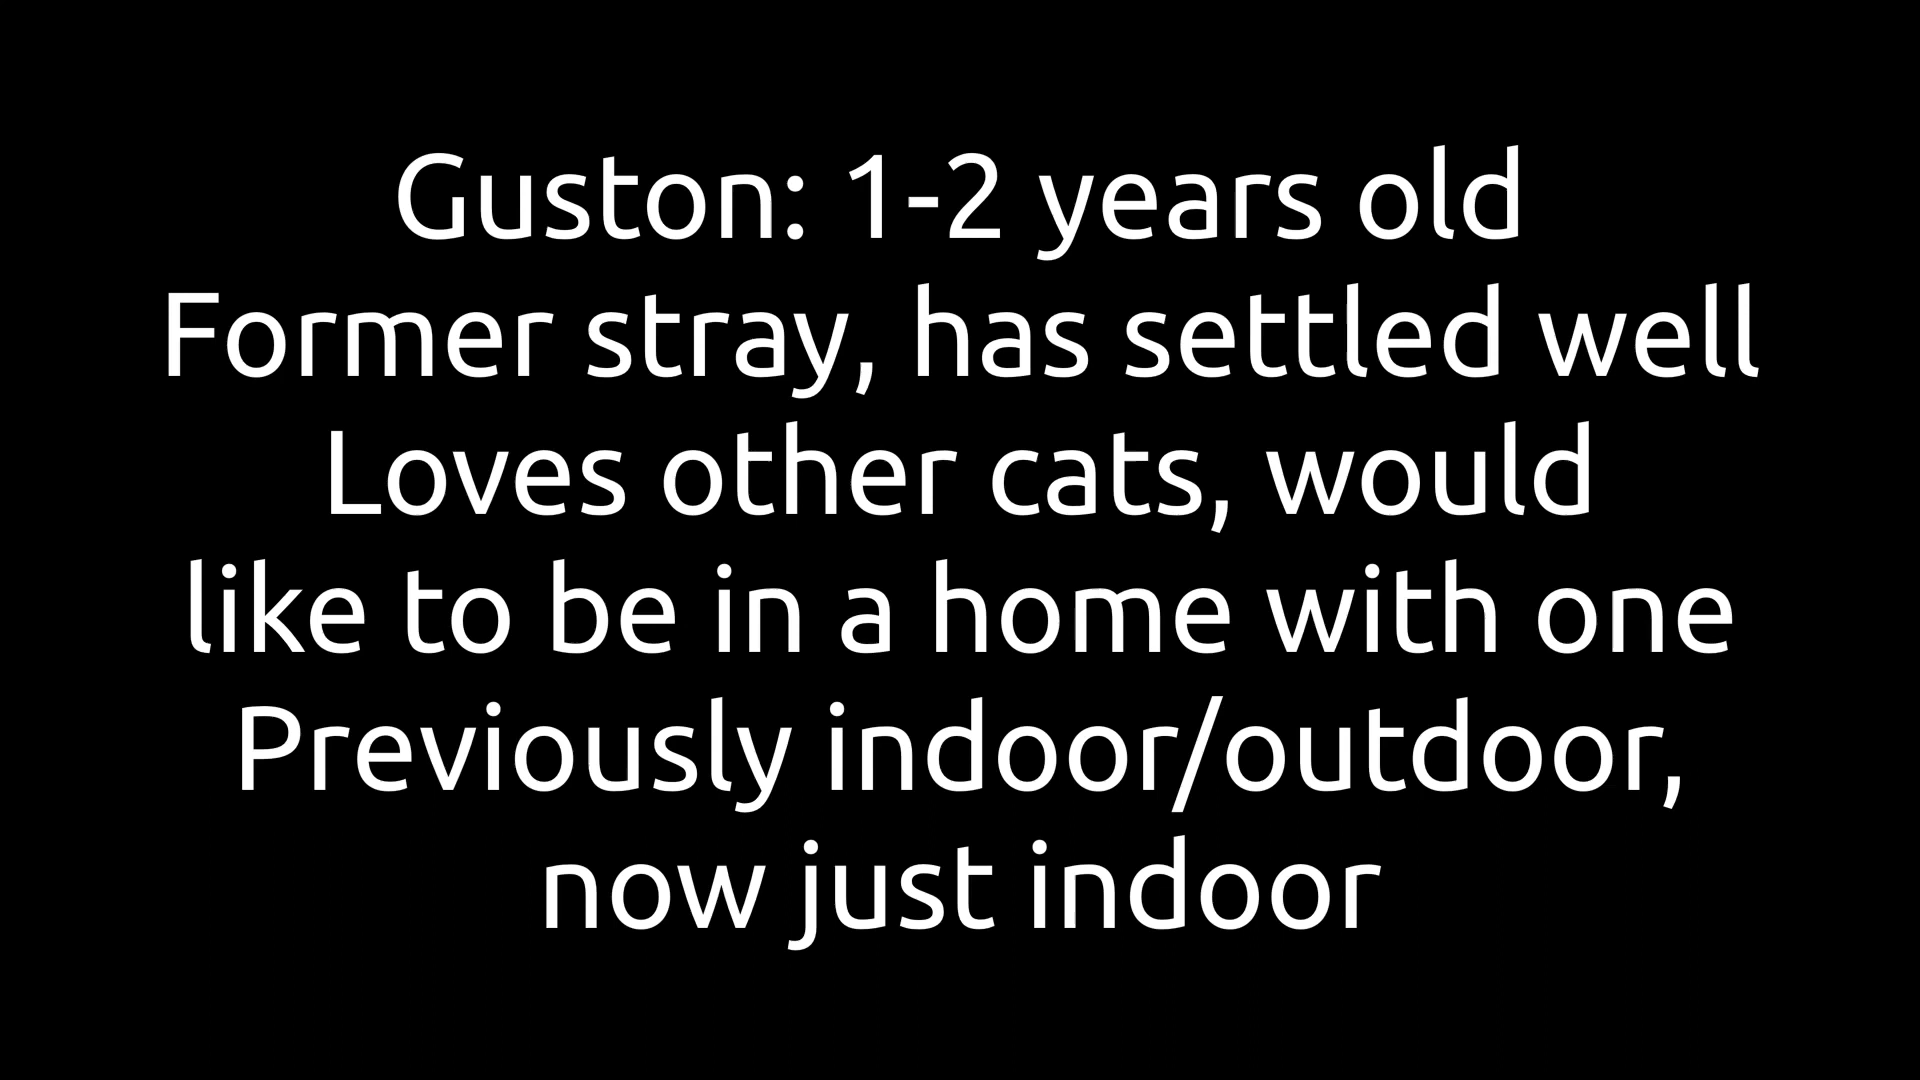 Guston: 1-2 years old
Former stray, has settled well
Loves other cats, would
like to be in a home with one
Previously indoor/outdoor,
now just indoor